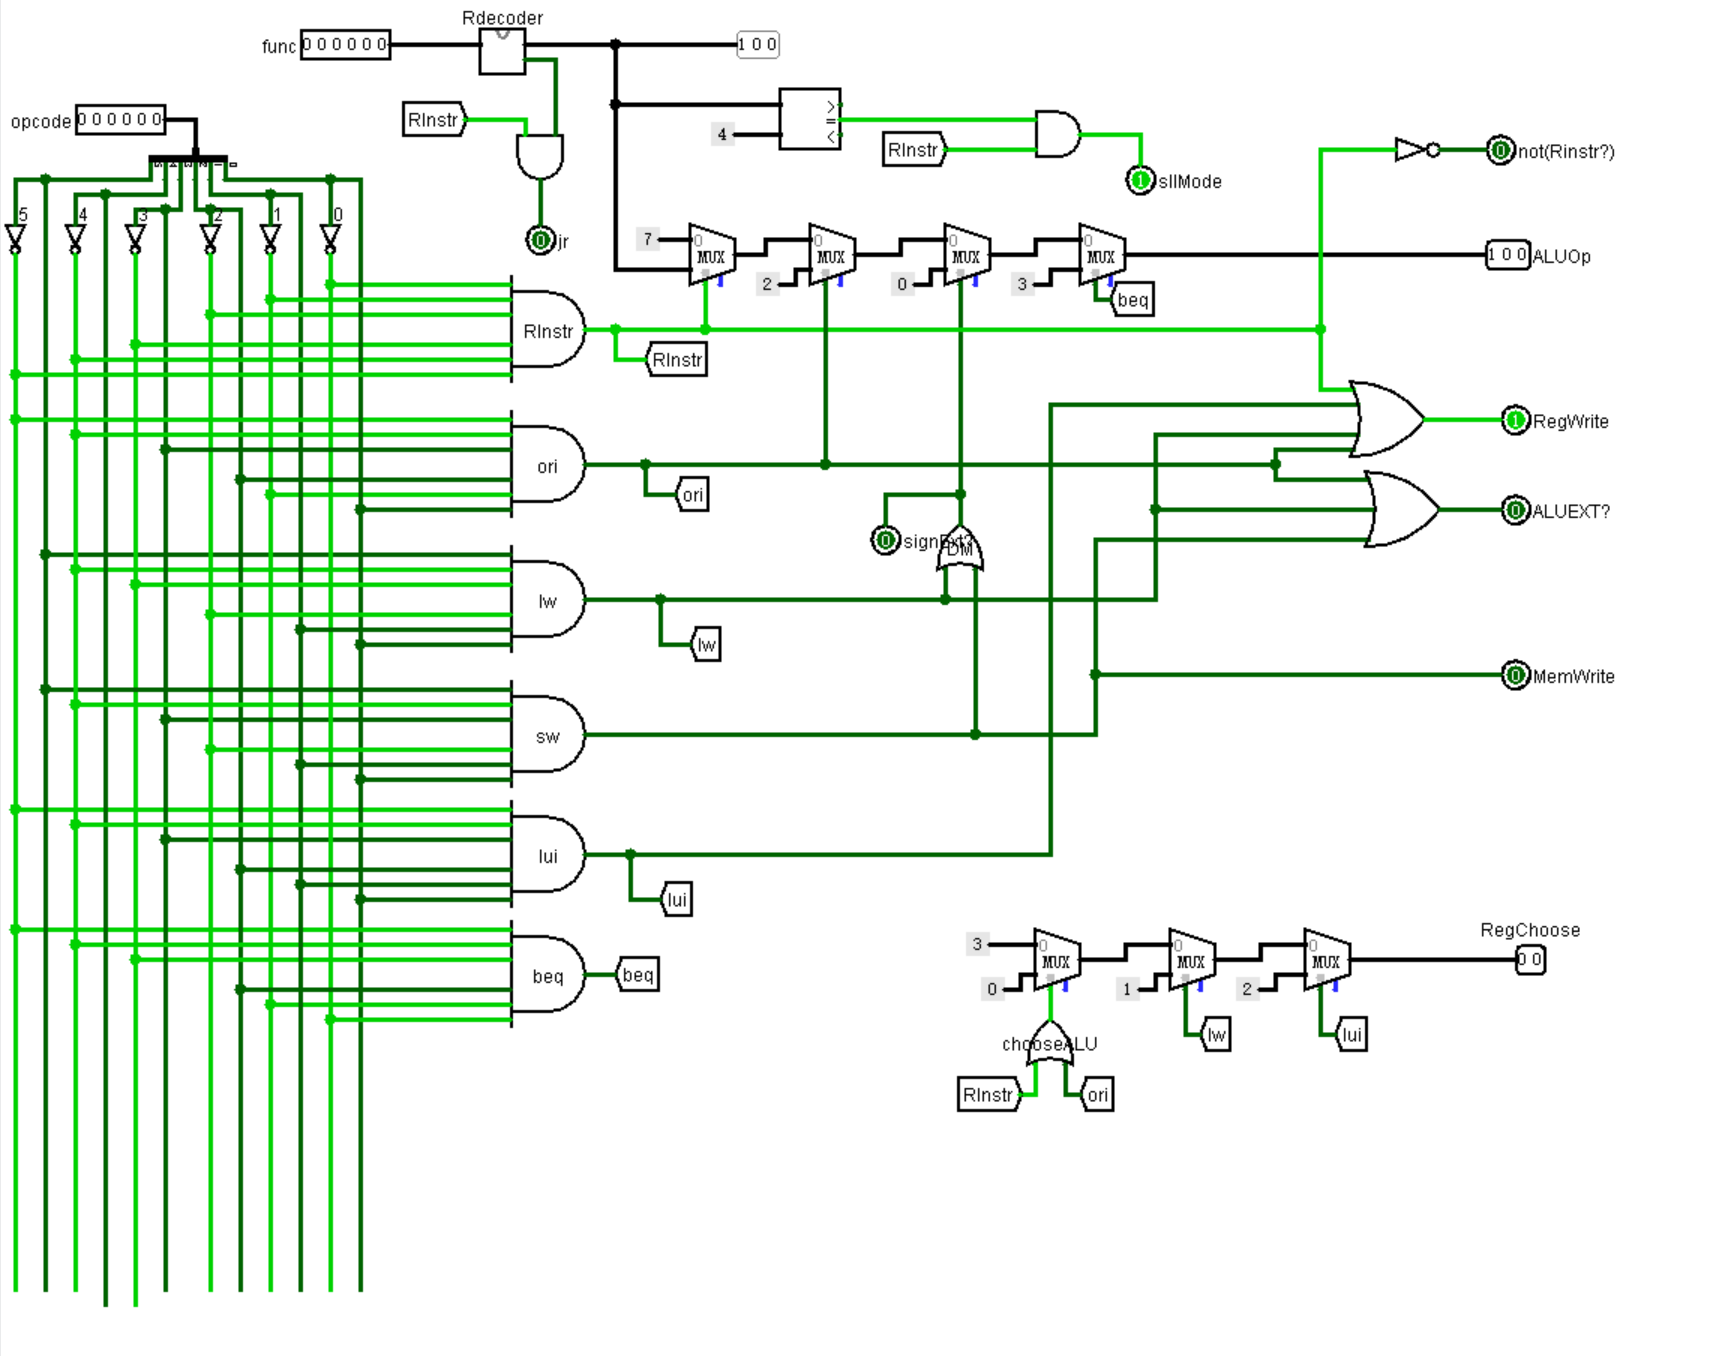 Rdecoder
func 0 0 0 0 0 0
1 0 0
opcode 0 0 0 0 0 0
RInstr
4
>
=
<
RInstr
not(Rinstr?)
0
1 sllMode
5 4 3 2 1 0
0 jr
7 0 MUX
2 0 MUX
0 0 MUX
3 0 MUX
1 0 0 ALUOp
beq
RInstr
RInstr
1 RegWrite
ori
ori
0 ALUEXT?
0 signExt?
DM
lw
lw
0 MemWrite
sw
lui
lui
beq
beq
RegChoose
3 0 MUX
0
0 MUX
1
0 MUX
2
0 0
chooseALU
lw
lui
RInstr
ori